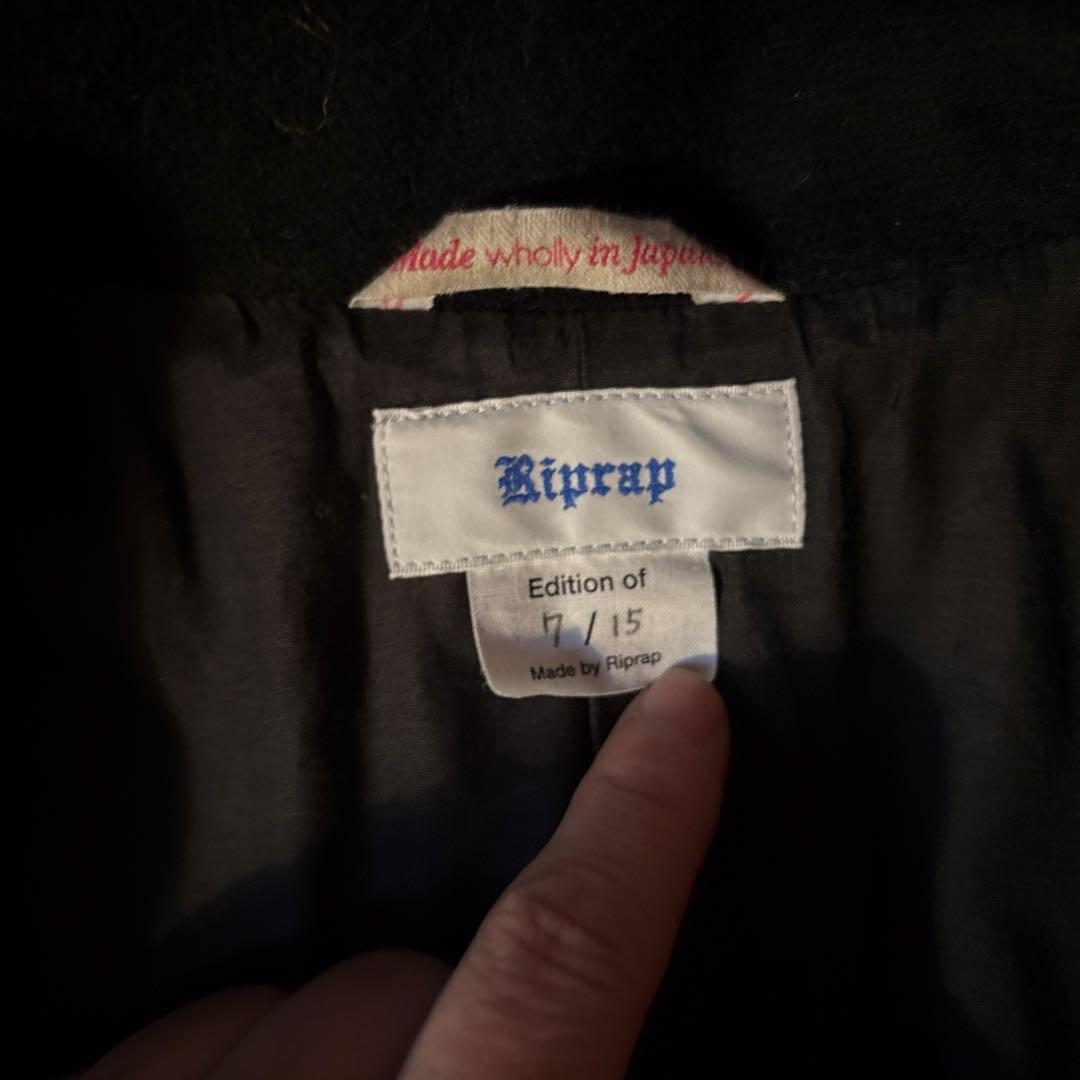 Made wholly in Japan
Riprap
Edition of
7 / 15
Made by Riprap